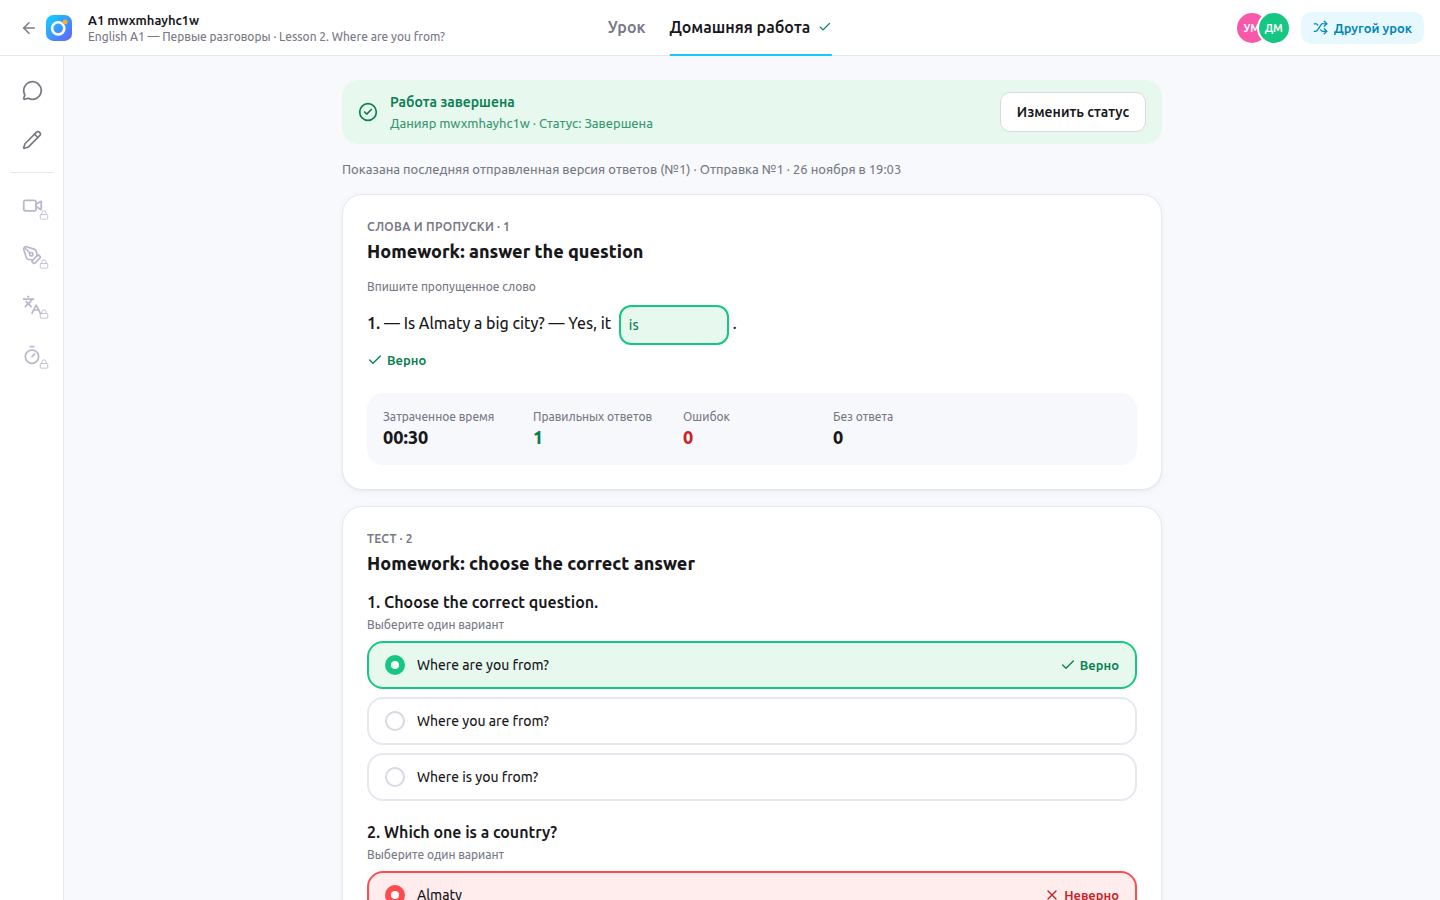 A1 mwxmhayhc1w
English A1 — Первые разговоры · Lesson 2. Where are you from?
Урок
Домашняя работа
УМ
ДМ
Другой урок
Работа завершена
Данияр mwxmhayhc1w · Статус: Завершена
Изменить статус
Показана последняя отправленная версия ответов (№1) · Отправка №1 · 26 ноября в 19:03
СЛОВА И ПРОПУСКИ · 1
Homework: answer the question
Впишите пропущенное слово
1. — Is Almaty a big city? — Yes, it is .
Верно
Затраченное время
00:30
Правильных ответов
1
Ошибок
0
Без ответа
0
ТЕСТ · 2
Homework: choose the correct answer
1. Choose the correct question.
Выберите один вариант
Where are you from?
Верно
Where you are from?
Where is you from?
2. Which one is a country?
Выберите один вариант
Almaty
Неверно